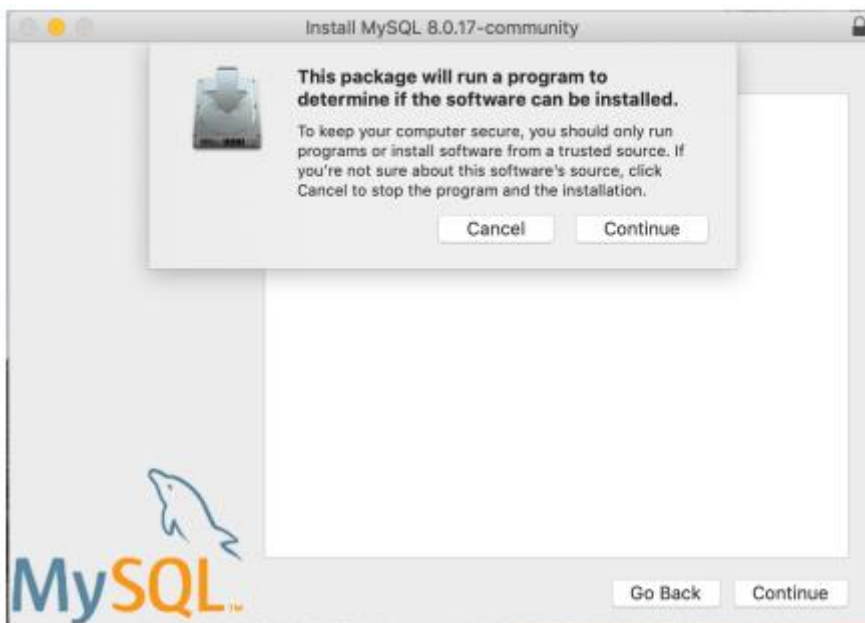 Install MySQL 8.0.17-community
This package will run a program to
determine if the software can be installed.
To keep your computer secure, you should only run
programs or install software from a trusted source. If
you're not sure about this software's source, click
Cancel to stop the program and the installation.
Cancel
Continue
MySQL™
Go Back
Continue